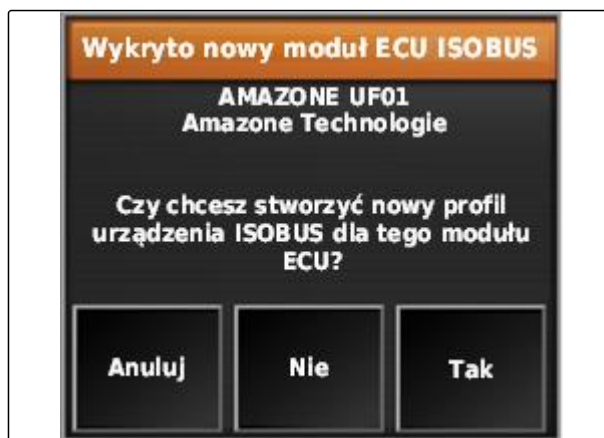 Wykryto nowy moduł ECU ISOBUS
AMAZONE UF01
Amazone Technologie
Czy chcesz stworzyć nowy profil
urządzenia ISOBUS dla tego modułu
ECU?
Anuluj
Nie
Tak